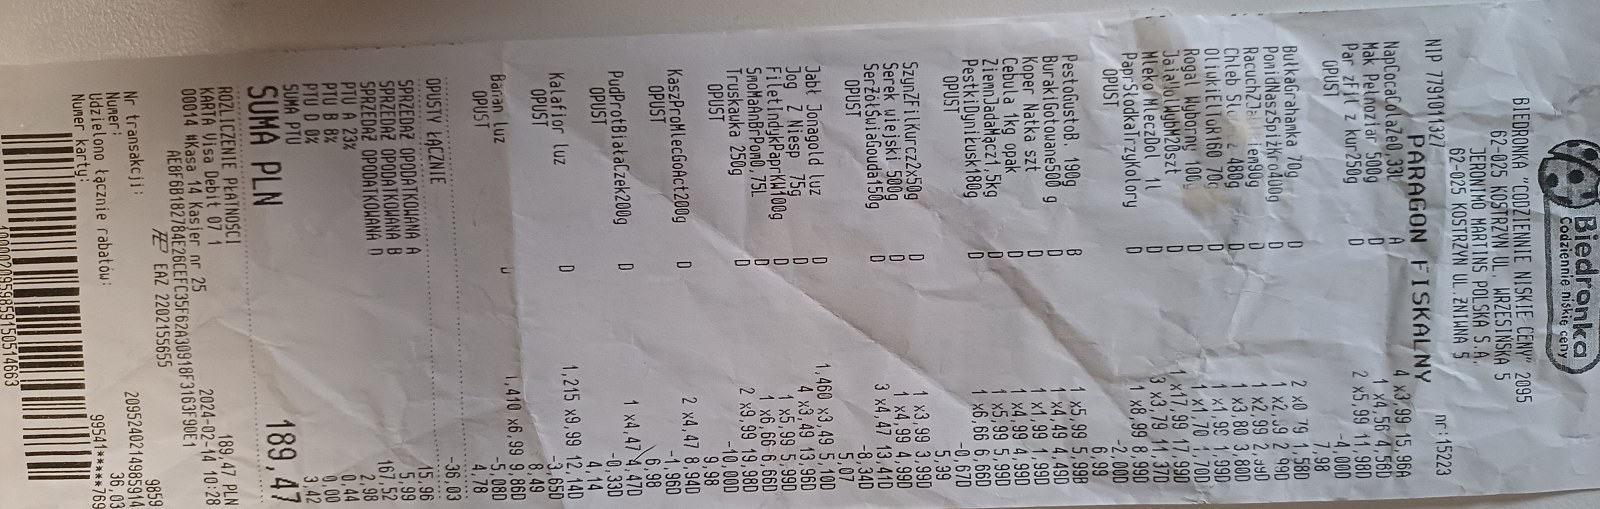 Biedronka
Codziennie niskie ceny
BIEDRONKA "CODZIENNIE NISKIE CENY" 2095
62-025 KOSTRZYN UL. WRZESIŃSKA 5
JERONIMO MARTINS POLSKA S.A.
62-025 KOSTRZYN UL. ŻNIWNA 5
NIP 7791011327 nr:15223
PARAGON FISKALNY
NapCocaColaZe0,33l A 4 x3,99 15,96A
Mak Pełnoziar 500g D 1 x4,56 4,56D
Par zFil z kur250g D 2 x5,99 11,98D
OPUST -4,00D
7,98
BułkaGrahamka 70g D 2 x0,79 1,58D
PomidNaszSpiżkro400g D 1 x2,69 2,69D
RacuchZJabłkiem80g D 1 x2,99 2,99D
Chleb 480g D 1 x3,80 3,80D
D 1 x1,99 1,99D
Rogal Wyborny 100g D 1 x1,70 1,70D
JajaWolWybM20szt D 1 x17,99 17,99D
Mleko MleczDol 1l D 3 x3,79 11,37D
PaprSłodkaTrzyKolory D 1 x8,99 8,99D
OPUST -2,00D
6,99
PestoGustoB. 190g B 1 x5,99 5,99B
BurakiGotowane500 g D 1 x4,49 4,49D
Koper Natka szt D 1 x1,99 1,99D
Cebula 1kg opak D 1 x4,99 4,99D
ZiemnJadaMącz1,5kg D 1 x5,99 5,99D
PestkiDyniŁusk180g D 1 x6,66 6,66D
OPUST -0,67D
5,99
SzynZFilKurcz2x50g D 1 x3,99 3,99D
Serek wiejski 500g D 1 x4,99 4,99D
SerŻółŚwiaGouda150g D 3 x4,47 13,41D
OPUST -8,34D
5,07
Jabł Jonagold luz D 1,460 x3,49 5,10D
Jog Z Niesp 75g D 4 x3,49 13,96D
FiletIndykPaprKW100g D 1 x5,99 5,99D
SmoMahBrPom0,75L D 1 x6,66 6,66D
Truskawka 250g D 2 x9,99 19,98D
OPUST -10,00D
9,98
KaszProMlecGoAct200g D 2 x4,47 8,94D
OPUST -1,96D
6,98
PudProtBiałaCzek200g D 1 x4,47 4,47D
OPUST -0,33D
4,14
Kalafior luz D 1,215 x9,99 12,14D
OPUST -3,65D
8,49
Banan luz D 1,410 x6,99 9,86D
OPUST -5,08D
4,78
OPUSTY ŁĄCZNIE -36,03
SPRZEDAŻ OPODATKOWANA A 15,96
SPRZEDAŻ OPODATKOWANA B 5,99
SPRZEDAŻ OPODATKOWANA D 167,52
PTU A 23% 2,98
PTU B 8% 0,44
PTU D 0% 0,00
SUMA PTU 3,42
SUMA PLN 189,47
ROZLICZENIE PŁATNOŚCI
KARTA Visa Debit 07 1 189,47 PLN
00014 #Kasa 14 Kasjer nr 25 2024-02-14 10:28
AE8F6B182784E26CEFC35F62A30918F3163F90E1
EAZ 2202155655
Nr transakcji: 9859
Numer: 2095240214985914
Udzielono łącznie rabatów: 36,03
Numer karty: 99541*****769